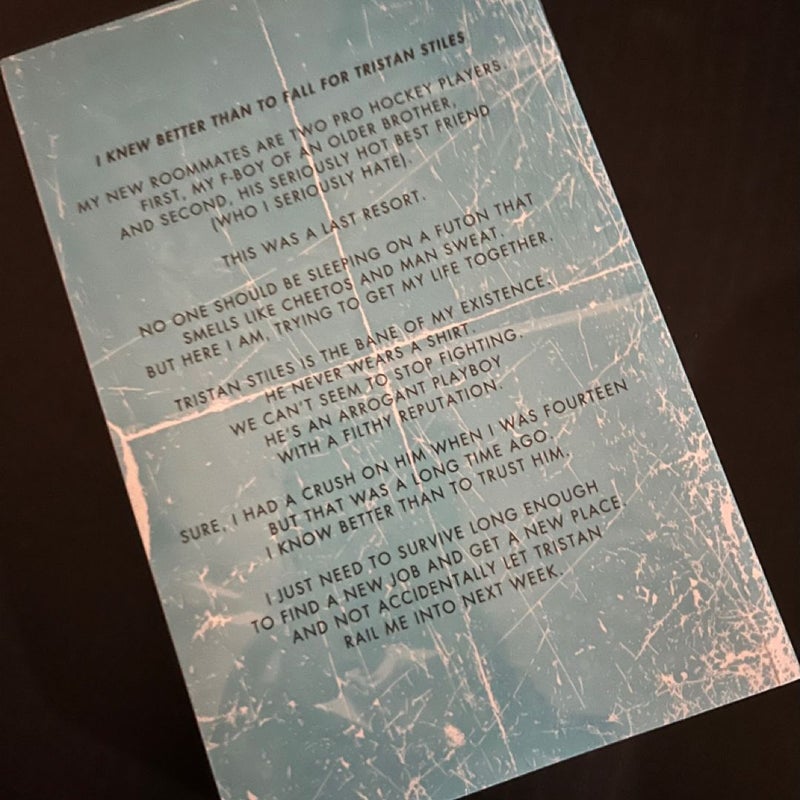 I KNEW BETTER THAN TO FALL FOR TRISTAN STILES
MY NEW ROOMMATES ARE TWO PRO HOCKEY PLAYERS.
FIRST, MY F-BOY OF AN OLDER BROTHER,
AND SECOND, HIS SERIOUSLY HOT BEST FRIEND
(WHO I SERIOUSLY HATE).
THIS WAS A LAST RESORT.
NO ONE SHOULD BE SLEEPING ON A FUTON THAT
SMELLS LIKE CHEETOS AND MAN SWEAT.
BUT HERE I AM, TRYING TO GET MY LIFE TOGETHER.
TRISTAN STILES IS THE BANE OF MY EXISTENCE.
HE NEVER WEARS A SHIRT.
WE CAN'T SEEM TO STOP FIGHTING.
HE'S AN ARROGANT PLAYBOY
WITH A FILTHY REPUTATION.
SURE, I HAD A CRUSH ON HIM WHEN I WAS FOURTEEN
BUT THAT WAS A LONG TIME AGO.
I KNOW BETTER THAN TO TRUST HIM.
I JUST NEED TO SURVIVE LONG ENOUGH
TO FIND A NEW JOB AND GET A NEW PLACE
AND NOT ACCIDENTALLY LET TRISTAN
RAIL ME INTO NEXT WEEK.